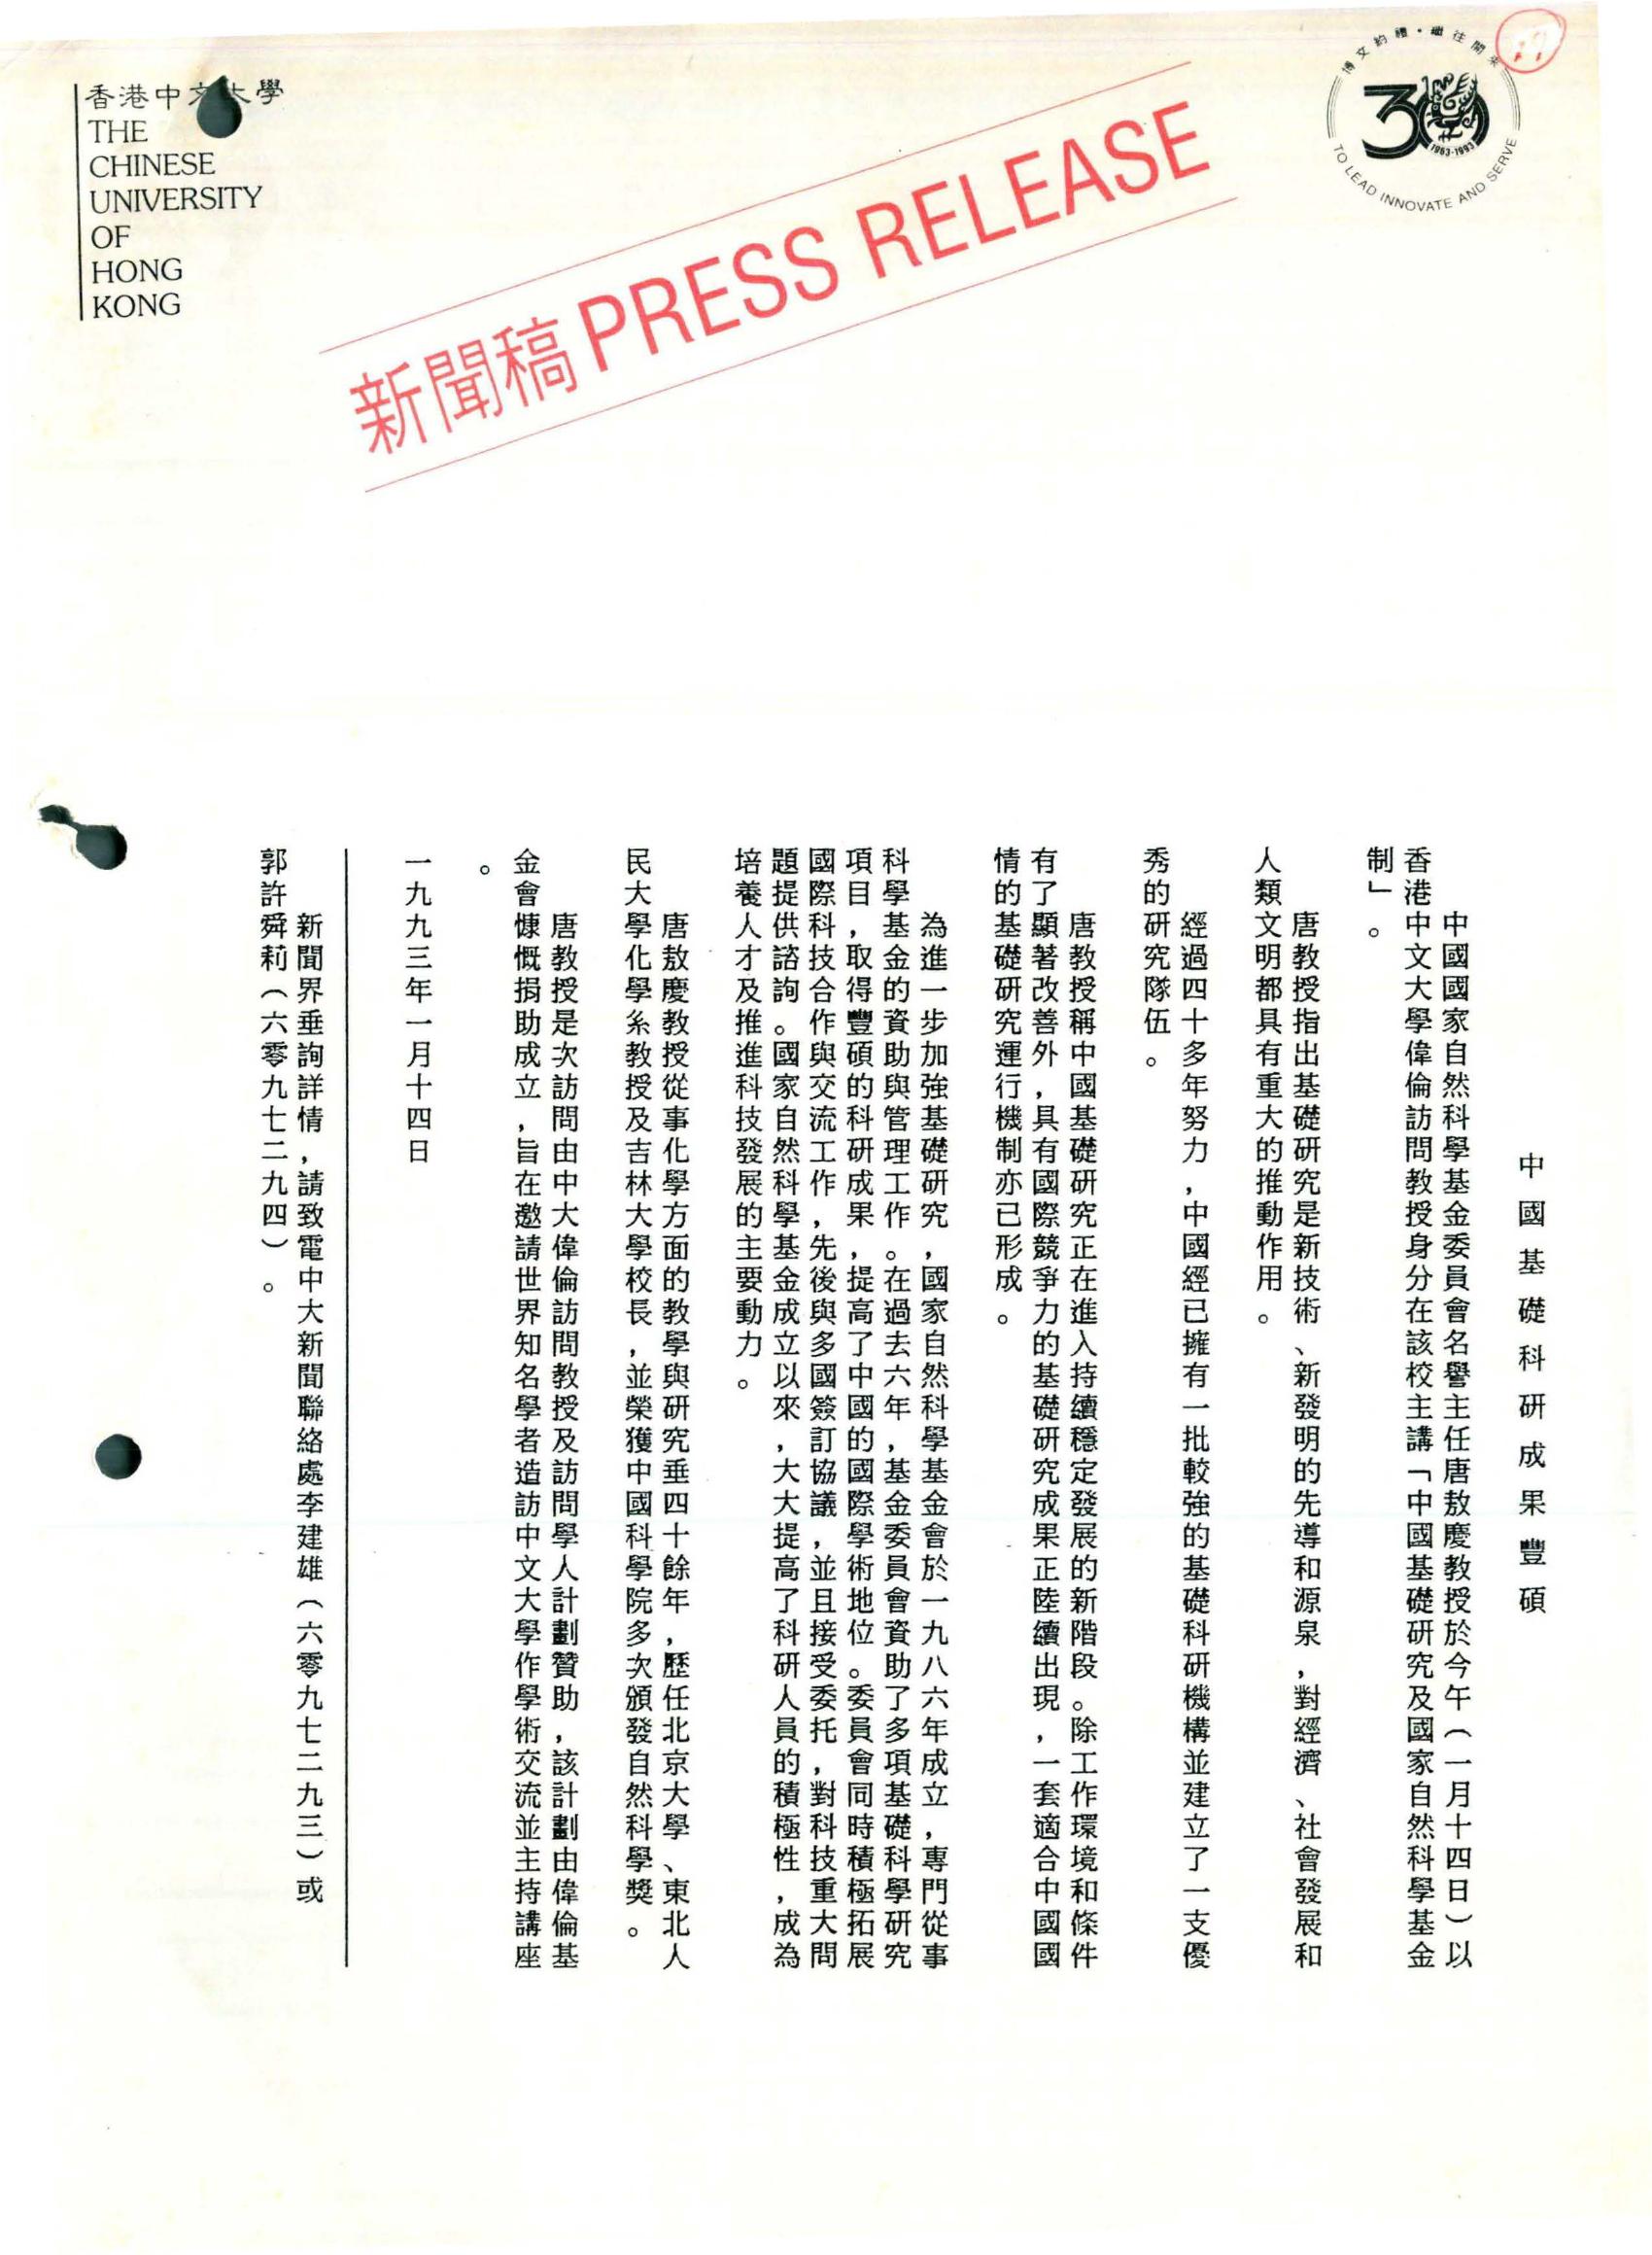 香港中文大學
THE
CHINESE
UNIVERSITY
OF
HONG
KONG
新聞稿 PRESS RELEASE
博文約禮·繼往開來
30
1963-1993
TO LEAD INNOVATE AND SERVE
中國基礎科研成果豐碩
中國國家自然科學基金委員會名譽主任唐敖慶教授於今午（一月十四日）以
香港中文大學偉倫訪問教授身分在該校主講「中國基礎研究及國家自然科學基金
制」。
唐教授指出基礎研究是新技術、新發明的先導和源泉，對經濟、社會發展和
人類文明都具有重大的推動作用。
經過四十多年努力，中國經已擁有一批較強的基礎科研機構並建立了一支優
秀的研究隊伍。
唐教授稱中國基礎研究正在進入持續穩定發展的新階段。除工作環境和條件
有了顯著改善外，具有國際競爭力的基礎研究成果正陸續出現，一套適合中國國
情的基礎研究運行機制亦已形成。
為進一步加強基礎研究，國家自然科學基金會於一九八六年成立，專門從事
科學基金的資助與管理工作。在過去六年，基金委員會資助了多項基礎科學研究
項目，取得豐碩的科研成果，提高了中國的國際學術地位。委員會同時積極拓展
國際科技合作與交流工作，先後與多國簽訂協議，並且接受委托，對科技重大問
題提供諮詢。國家自然科學基金成立以來，大大提高了科研人員的積極性，成為
培養人才及推進科技發展的主要動力。
唐敖慶教授從事化學方面的教學與研究垂四十餘年，歷任北京大學、東北人
民大學化學系教授及吉林大學校長，並榮獲中國科學院多次頒發自然科學獎。
唐教授是次訪問由中大偉倫訪問教授及訪問學人計劃贊助，該計劃由偉倫基
金會慷慨捐助成立，旨在邀請世界知名學者造訪中文大學作學術交流並主持講座
。
一九九三年一月十四日
新聞界垂詢詳情，請致電中大新聞聯絡處李建雄（六零九七二九三）或
郭許舜莉（六零九七二九四）。